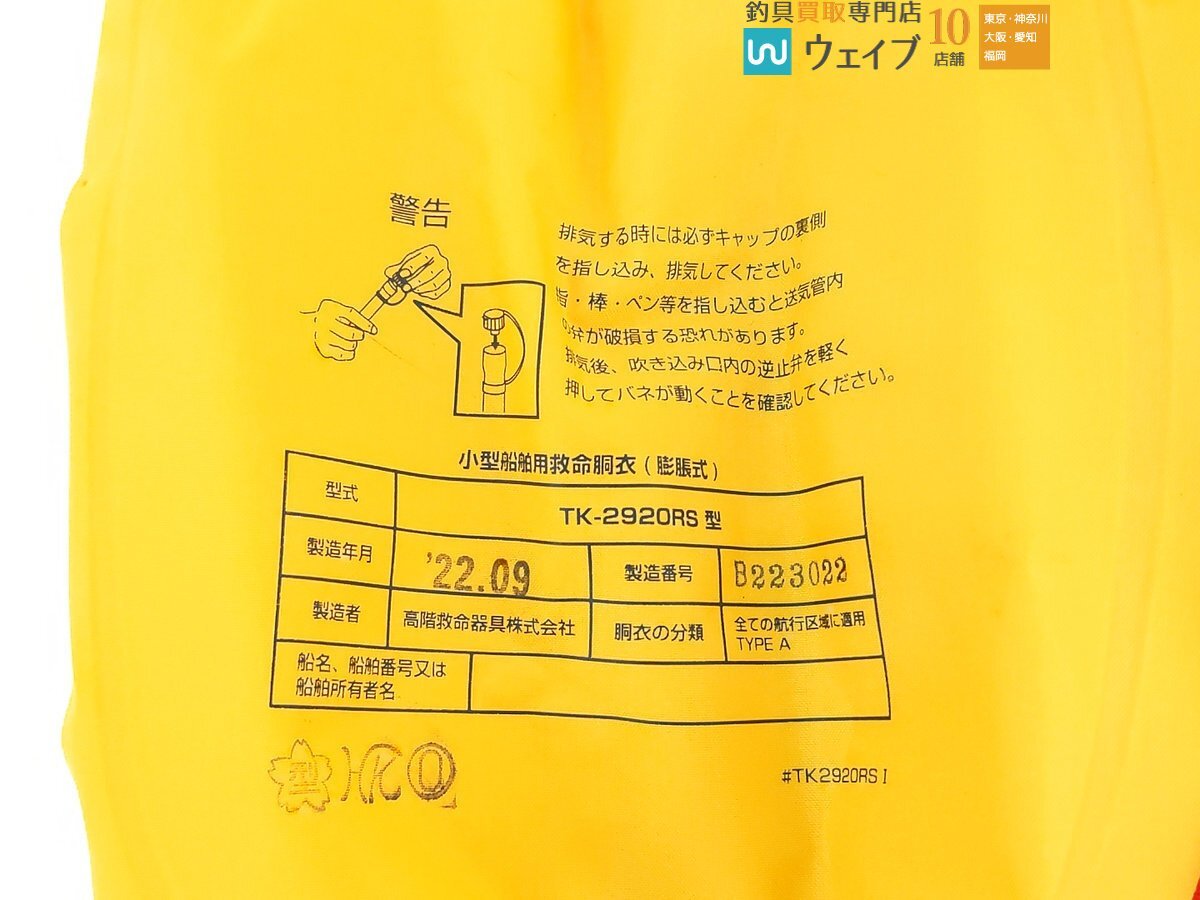 釣具買取専門店
ウェイブ
10
店舗
東京・神奈川
大阪・愛知
福岡
警告
排気する時には必ずキャップの裏側
を指し込み、排気してください。
指・棒・ペン等を指し込むと送気管内
の弁が破損する恐れがあります。
排気後、吹き込み口内の逆止弁を軽く
押してバネが動くことを確認してください。
小型船舶用救命胴衣(膨脹式)
型式 TK-2920RS 型
製造年月 '22.09 製造番号 B223022
製造者 高階救命器具株式会社 胴衣の分類 全ての航行区域に適用
TYPE A
船名、船舶番号又は
船舶所有者名
型
#TK2920RS I